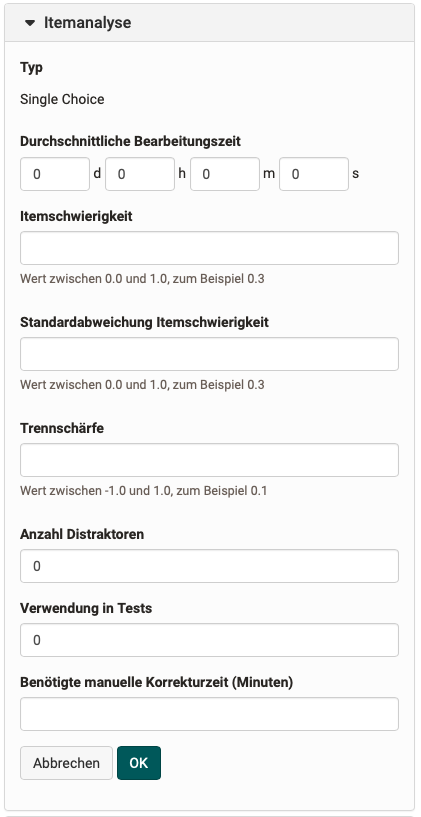 Itemanalyse
Typ
Single Choice
Durchschnittliche Bearbeitungszeit
0 d 0 h 0 m 0 s
Itemschwierigkeit
Wert zwischen 0.0 und 1.0, zum Beispiel 0.3
Standardabweichung Itemschwierigkeit
Wert zwischen 0.0 und 1.0, zum Beispiel 0.3
Trennschärfe
Wert zwischen -1.0 und 1.0, zum Beispiel 0.1
Anzahl Distraktoren
0
Verwendung in Tests
0
Benötigte manuelle Korrekturzeit (Minuten)
Abbrechen OK